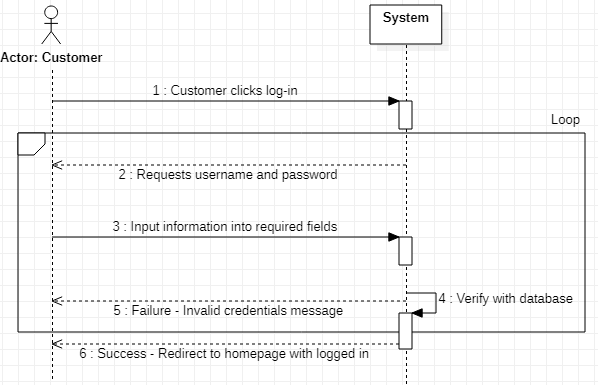 System
Actor: Customer
1 : Customer clicks log-in
Loop
2 : Requests username and password
3 : Input information into required fields
4 : Verify with database
5 : Failure - Invalid credentials message
6 : Success - Redirect to homepage with logged in